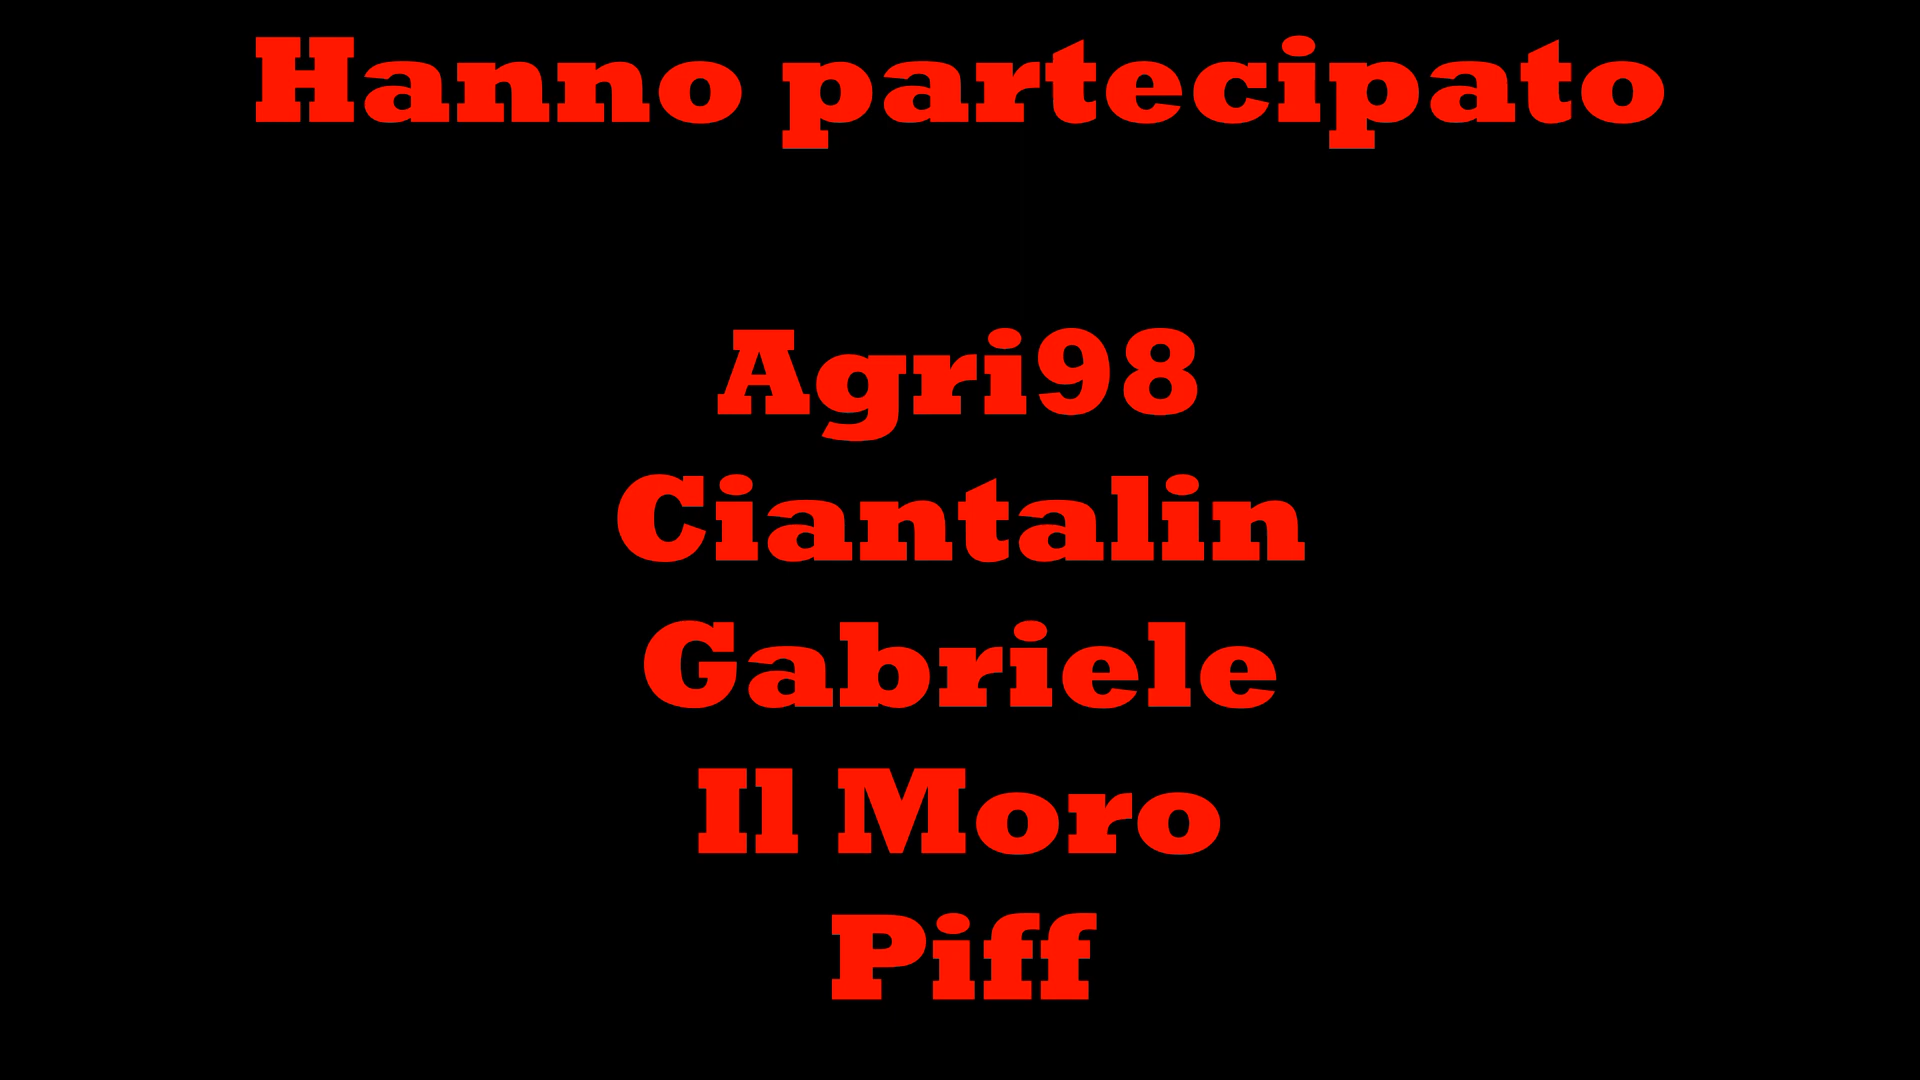 Hanno partecipato
Agri98
Ciantalin
Gabriele
Il Moro
Piff